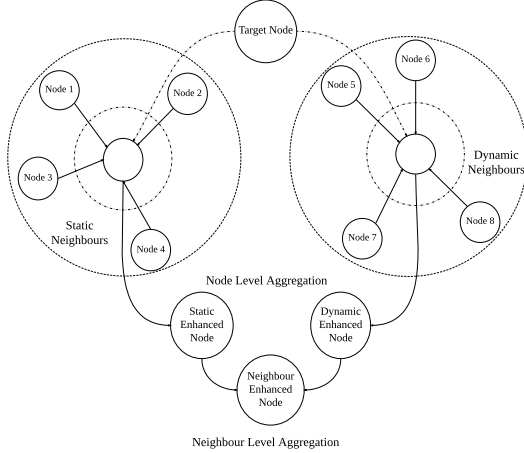 Target Node
Node 1
Node 2
Node 3
Node 4
Static
Neighbours
Node 5
Node 6
Node 7
Node 8
Dynamic
Neighbours
Node Level Aggregation
Static
Enhanced
Node
Dynamic
Enhanced
Node
Neighbour
Enhanced
Node
Neighbour Level Aggregation